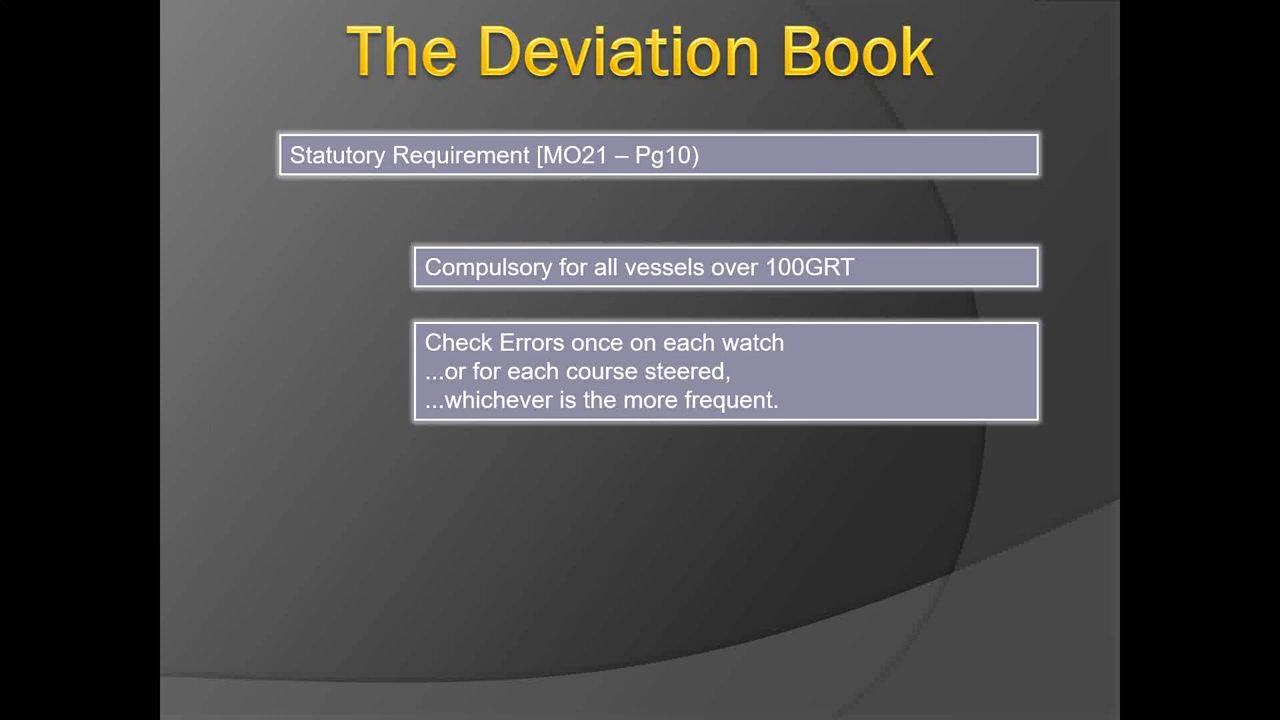 The Deviation Book
Statutory Requirement [MO21 – Pg10)
Compulsory for all vessels over 100GRT
Check Errors once on each watch
...or for each course steered,
...whichever is the more frequent.